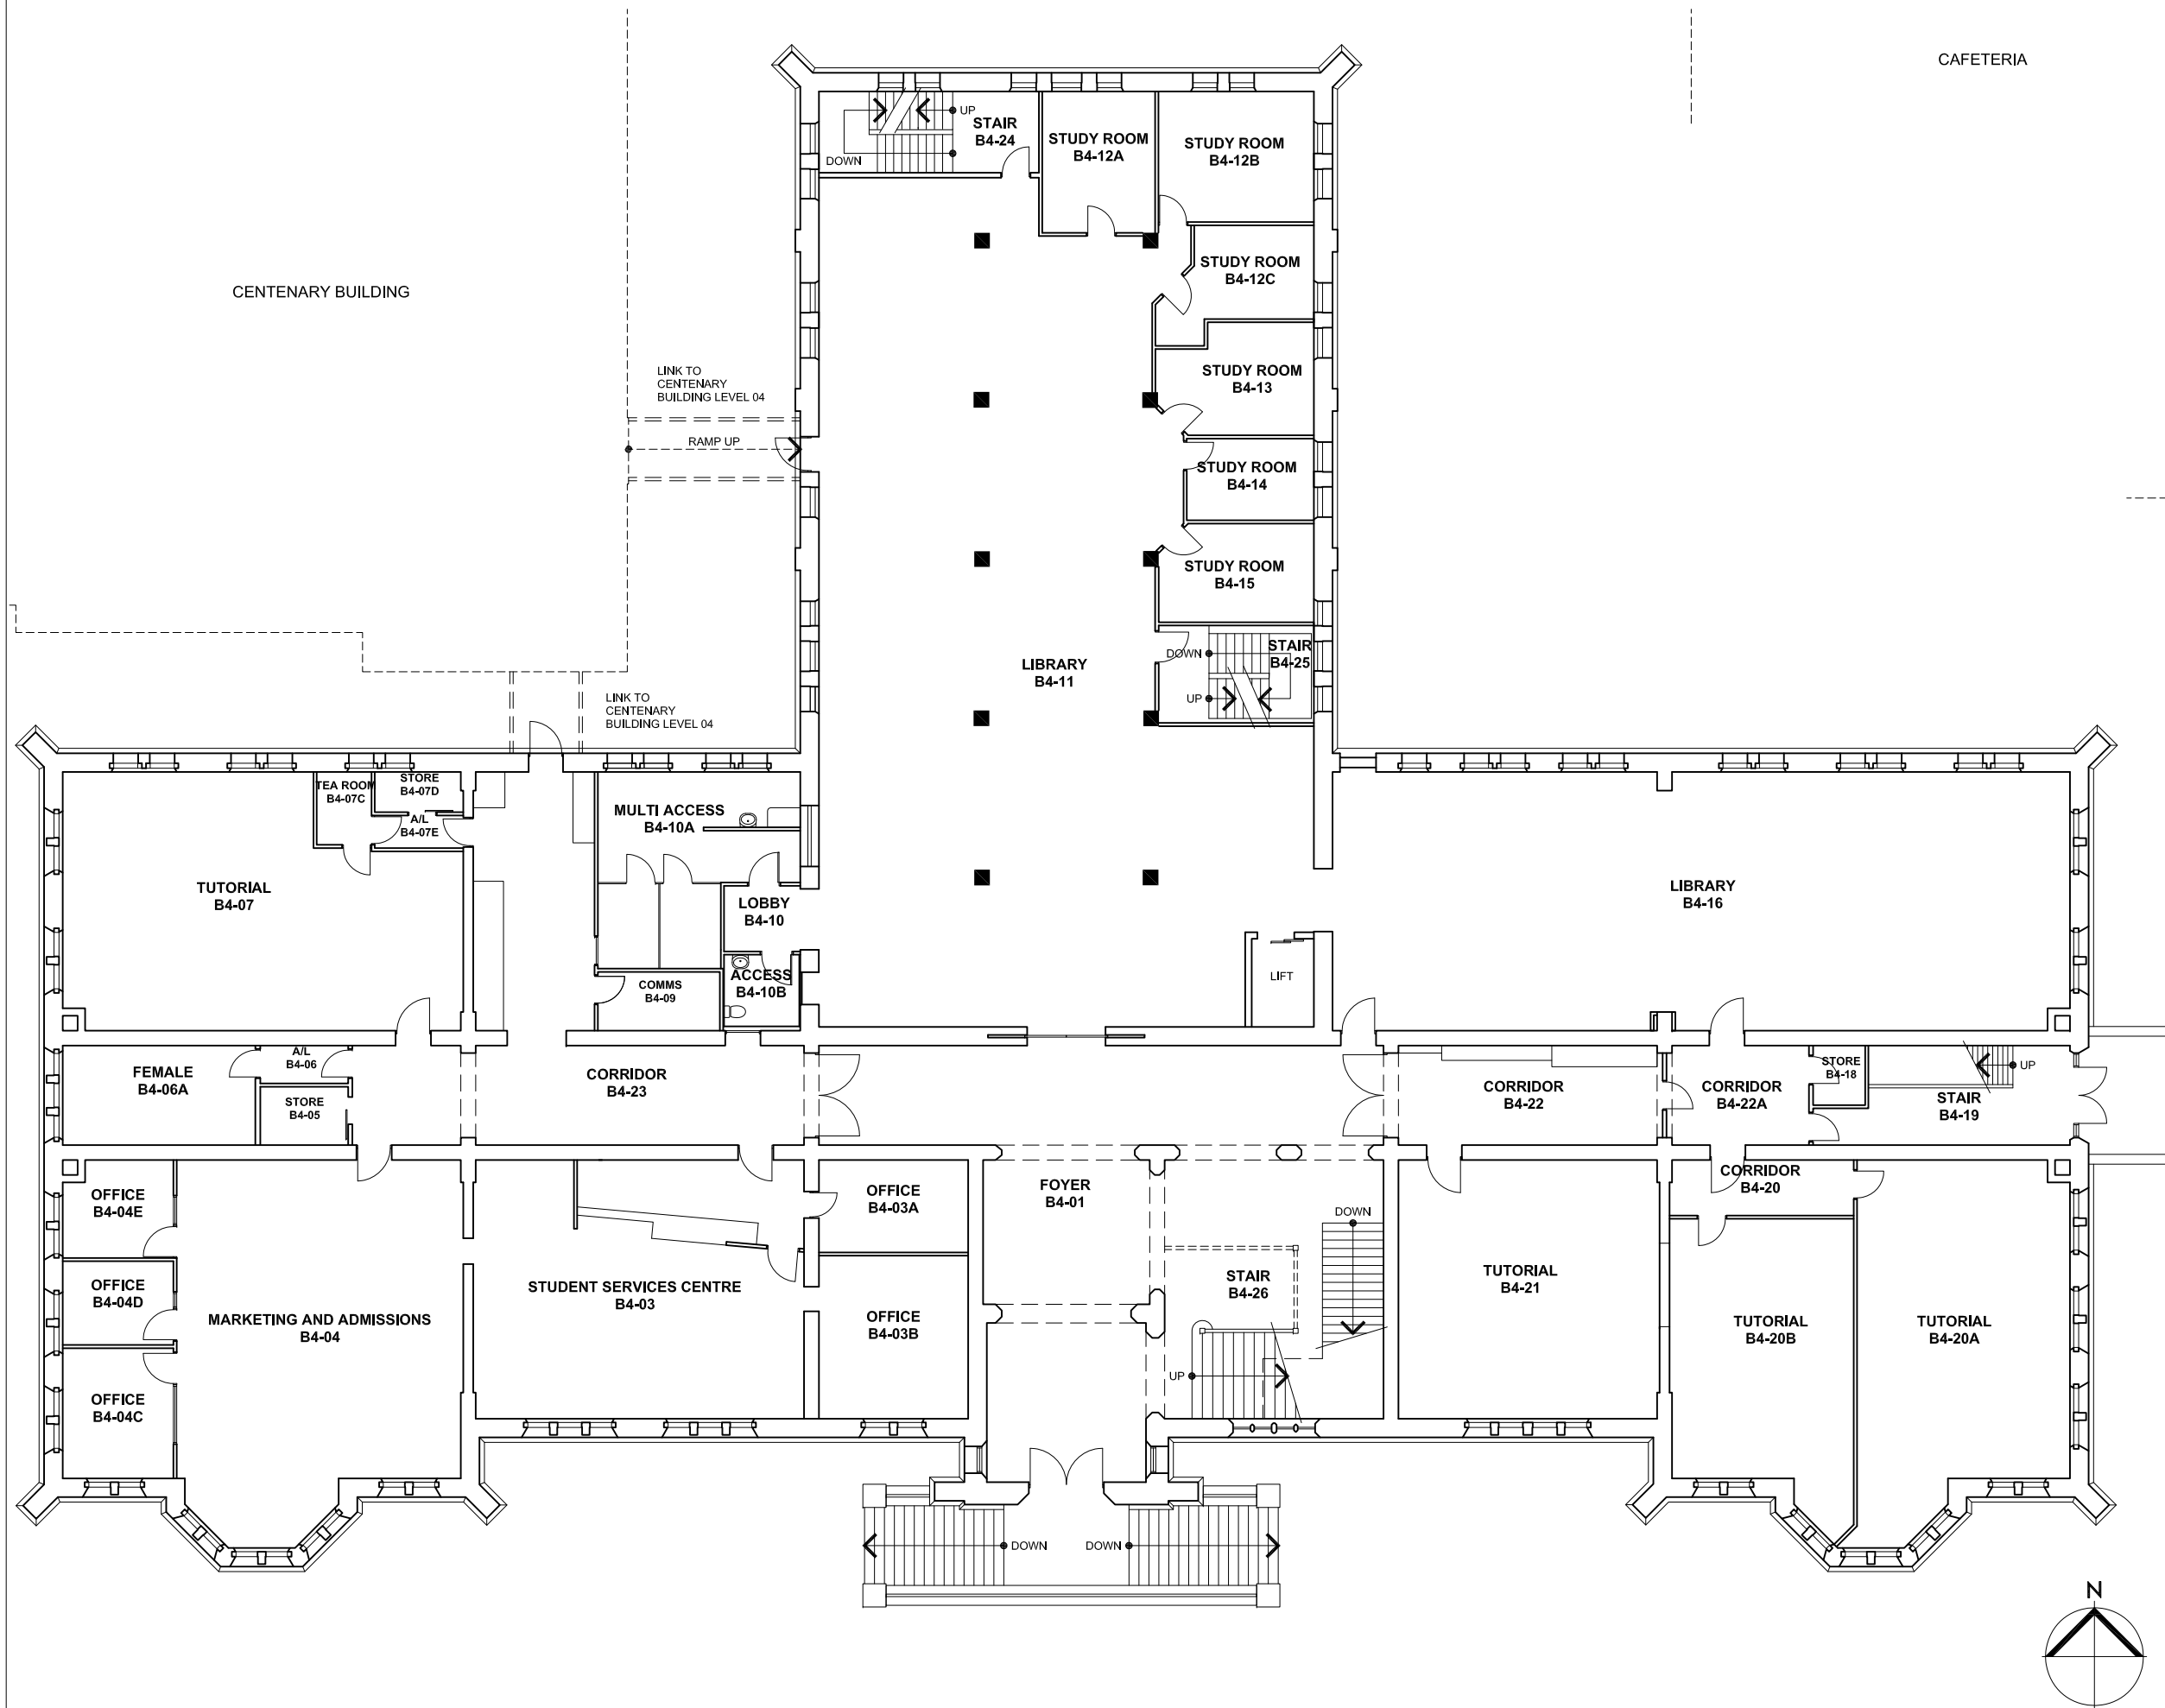 CAFETERIA
UP
STAIR
B4-24
DOWN
STUDY ROOM
B4-12A
STUDY ROOM
B4-12B
STUDY ROOM
B4-12C
CENTENARY BUILDING
LINK TO
CENTENARY
BUILDING LEVEL 04
RAMP UP
STUDY ROOM
B4-13
STUDY ROOM
B4-14
STUDY ROOM
B4-15
LIBRARY
B4-11
DOWN
STAIR
B4-25
UP
LINK TO
CENTENARY
BUILDING LEVEL 04
TEA ROOM
B4-07C
STORE
B4-07D
A/L
B4-07E
MULTI ACCESS
B4-10A
TUTORIAL
B4-07
LOBBY
B4-10
LIBRARY
B4-16
COMMS
B4-09
ACCESS
B4-10B
LIFT
FEMALE
B4-06A
A/L
B4-06
STORE
B4-05
CORRIDOR
B4-23
CORRIDOR
B4-22
CORRIDOR
B4-22A
STORE
B4-18
UP
STAIR
B4-19
OFFICE
B4-04E
OFFICE
B4-03A
FOYER
B4-01
DOWN
CORRIDOR
B4-20
OFFICE
B4-04D
MARKETING AND ADMISSIONS
B4-04
STUDENT SERVICES CENTRE
B4-03
OFFICE
B4-03B
STAIR
B4-26
TUTORIAL
B4-21
TUTORIAL
B4-20B
TUTORIAL
B4-20A
OFFICE
B4-04C
UP
DOWN
DOWN
N